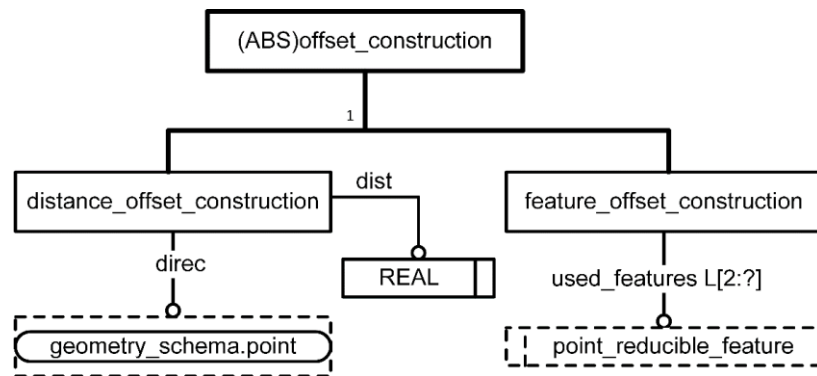 (ABS)offset_construction
1
distance_offset_construction
dist
feature_offset_construction
direc
REAL
used_features L[2:?]
geometry_schema.point
point_reducible_feature